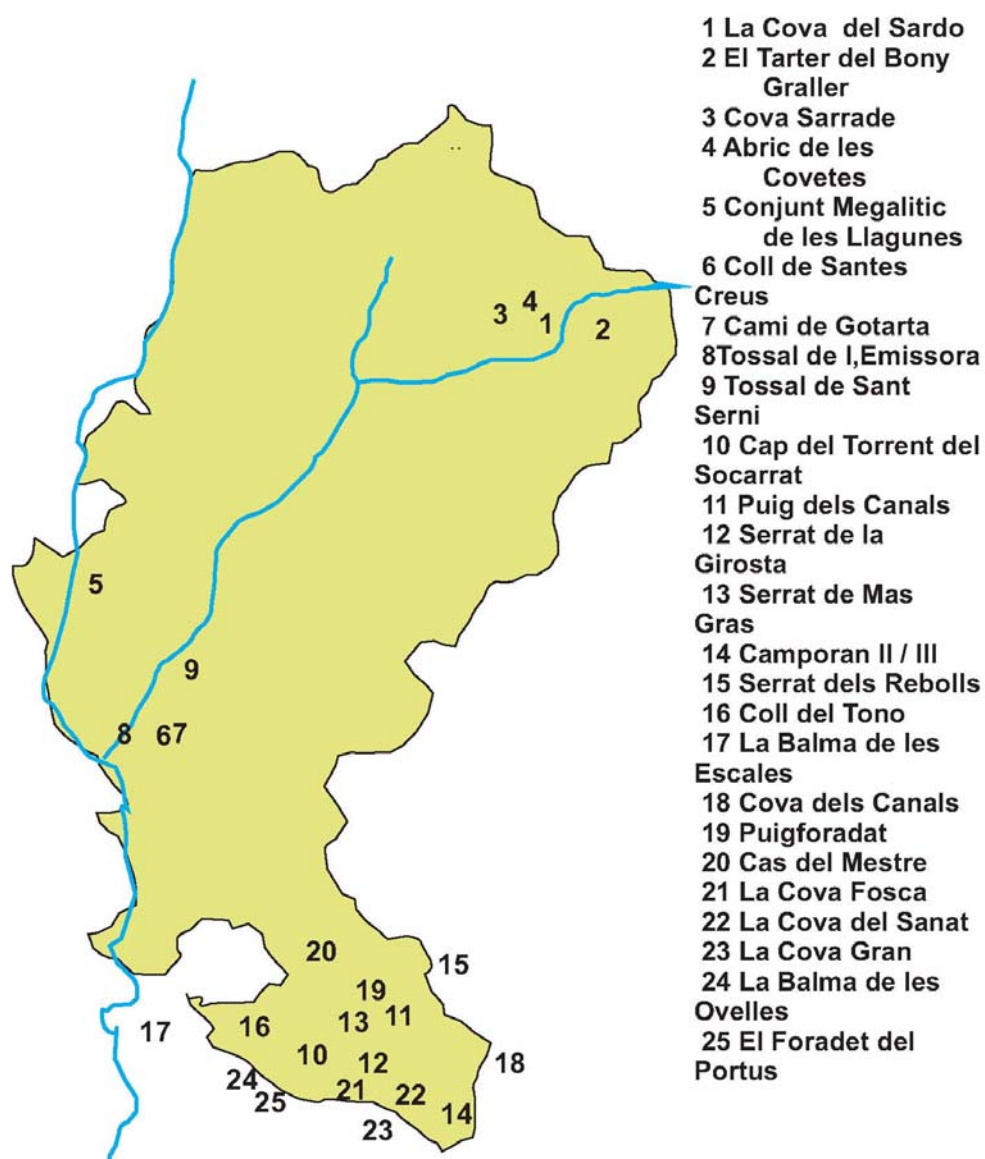 1 La Cova del Sardo
2 El Tarter del Bony
Graller
3 Cova Sarrade
4 Abric de les
Covetes
5 Conjunt Megalitic
de les Llagunes
6 Coll de Santes
Creus
7 Cami de Gotarta
8Tossal de l,Emissora
9 Tossal de Sant
Serni
10 Cap del Torrent del
Socarrat
11 Puig dels Canals
12 Serrat de la
Girosta
13 Serrat de Mas
Gras
14 Camporan II / III
15 Serrat dels Rebolls
16 Coll del Tono
17 La Balma de les
Escales
18 Cova dels Canals
19 Puigforadat
20 Cas del Mestre
21 La Cova Fosca
22 La Cova del Sanat
23 La Cova Gran
24 La Balma de les
Ovelles
25 El Foradet del
Portus
4
3
1
2
5
9
8
6
7
20
15
19
11
13
16
17
10
12
18
24
21
22
25
14
23